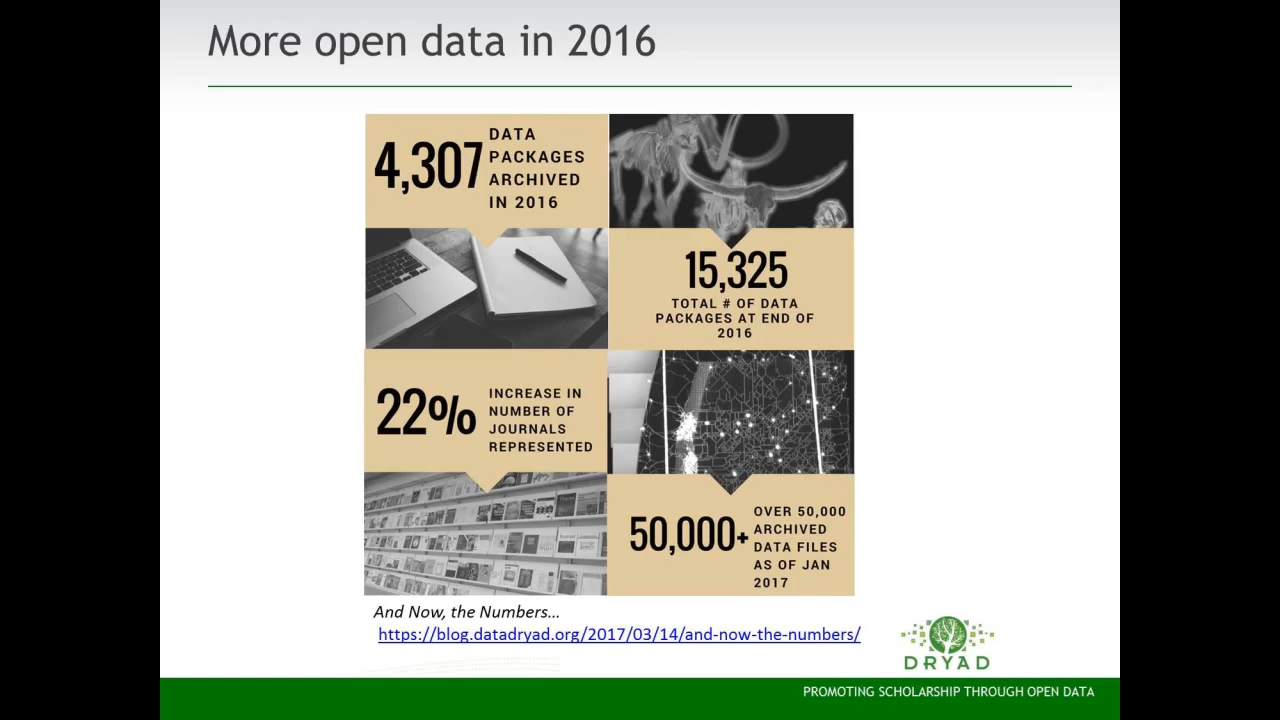 More open data in 2016
4,307
DATA
PACKAGES
ARCHIVED
IN 2016
15,325
TOTAL # OF DATA
PACKAGES AT END OF
2016
22%
INCREASE IN
NUMBER OF
JOURNALS
REPRESENTED
50,000+
OVER 50,000
ARCHIVED
DATA FILES
AS OF JAN
2017
And Now, the Numbers…
https://blog.datadryad.org/2017/03/14/and-now-the-numbers/
DRYAD
PROMOTING SCHOLARSHIP THROUGH OPEN DATA